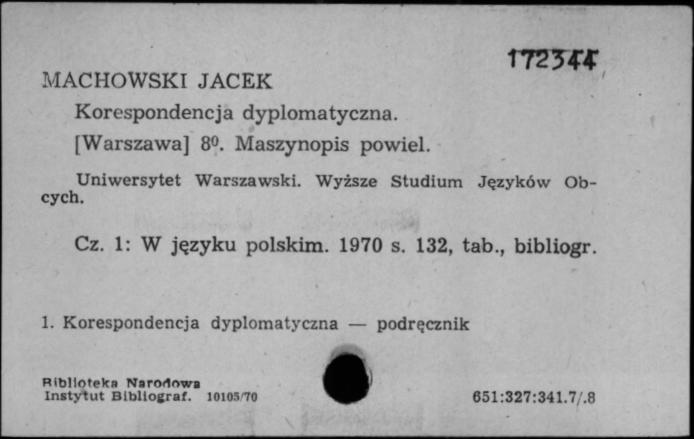 172344
MACHOWSKI JACEK
Korespondencja dyplomatyczna.
[Warszawa] 8º. Maszynopis powiel.
Uniwersytet Warszawski. Wyższe Studium Języków Ob-
cych.
Cz. 1: W języku polskim. 1970 s. 132, tab., bibliogr.
1. Korespondencja dyplomatyczna — podręcznik
Biblioteka Narodowa
Instytut Bibliograf. 10105/70
651:327:341.7/.8